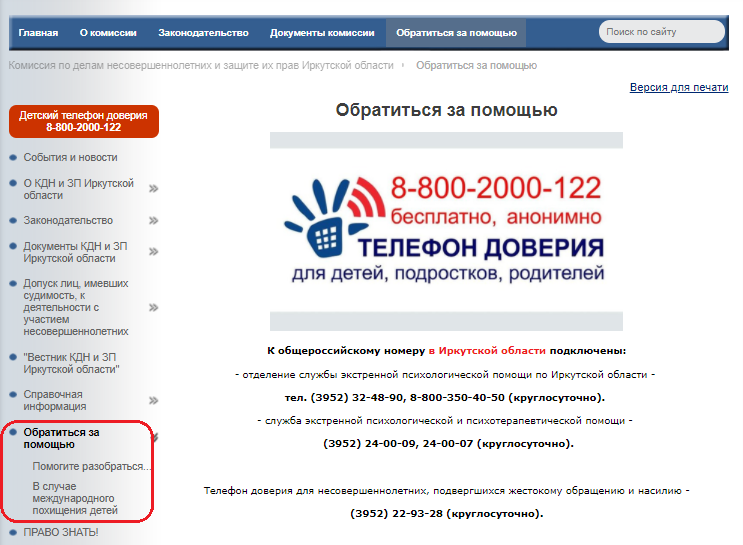 Главная О комиссии Законодательство Документы комиссии Обратиться за помощью Поиск по сайту
Комиссия по делам несовершеннолетних и защите их прав Иркутской области › Обратиться за помощью
Версия для печати
Детский телефон доверия
8-800-2000-122
События и новости
О КДН и ЗП Иркутской
области
Законодательство
Документы КДН и ЗП
Иркутской области
Допуск лиц, имевших
судимость, к
деятельности с
участием
несовершеннолетних
"Вестник КДН и ЗП
Иркутской области"
Справочная
информация
Обратиться за
помощью
Помогите разобраться...
В случае
международного
похищения детей
ПРАВО ЗНАТЬ!
Обратиться за помощью
8-800-2000-122
бесплатно, анонимно
ТЕЛЕФОН ДОВЕРИЯ
для детей, подростков, родителей
К общероссийскому номеру в Иркутской области подключены:
- отделение службы экстренной психологической помощи по Иркутской области -
тел. (3952) 32-48-90, 8-800-350-40-50 (круглосуточно).
- служба экстренной психологической и психотерапевтической помощи -
(3952) 24-00-09, 24-00-07 (круглосуточно).
Телефон доверия для несовершеннолетних, подвергшихся жестокому обращению и насилию -
(3952) 22-93-28 (круглосуточно).